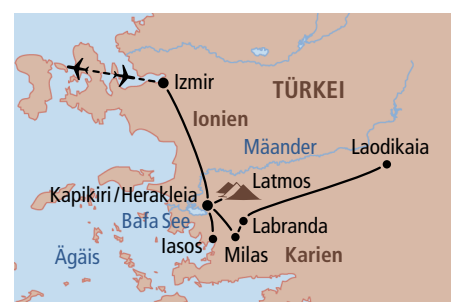 Izmir
TÜRKEI
Ionien
Mäander
Laodikaia
Latmos
Kapikiri/Herakleia
Bafa See
Labranda
Iasos
Milas
Karien
Ägäis